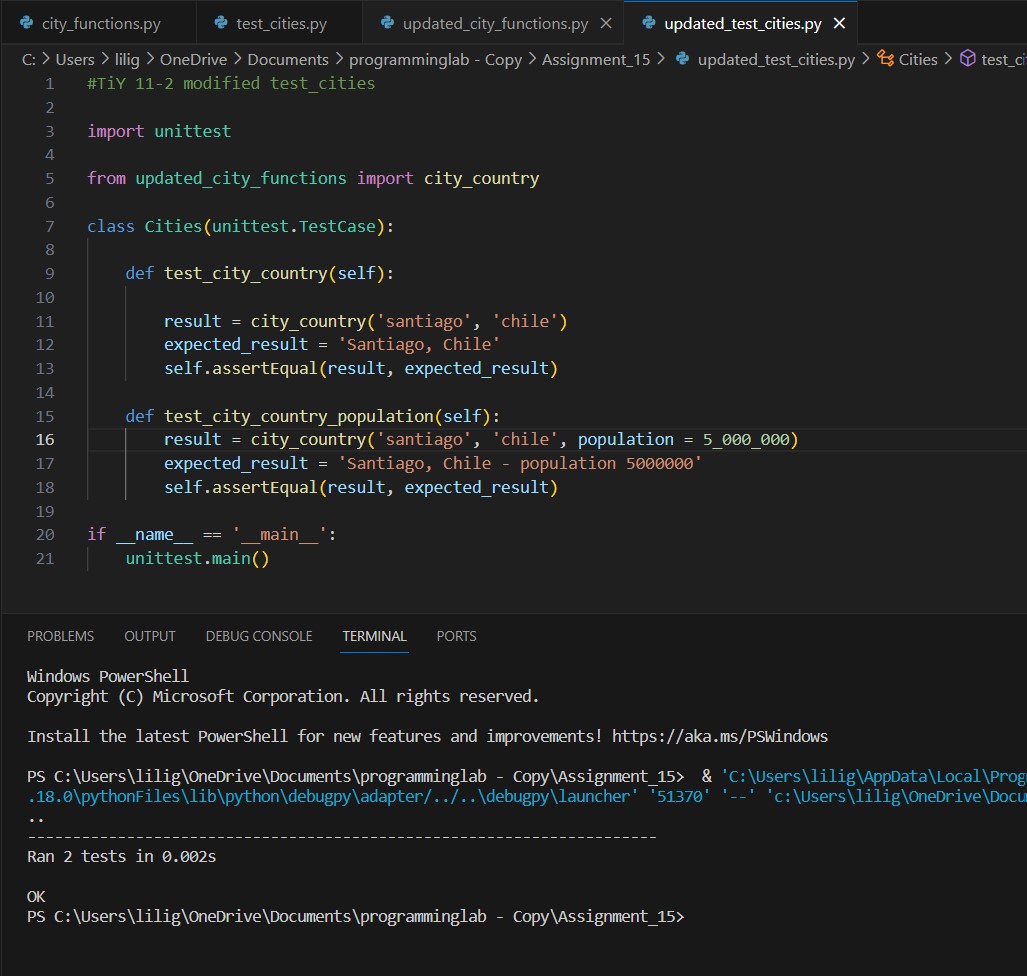 city_functions.py test_cities.py updated_city_functions.py updated_test_cities.py
C: > Users > lilig > OneDrive > Documents > programminglab - Copy > Assignment_15 > updated_test_cities.py > Cities > test_ci
1 #TiY 11-2 modified test_cities
2
3 import unittest
4
5 from updated_city_functions import city_country
6
7 class Cities(unittest.TestCase):
8
9     def test_city_country(self):
10
11         result = city_country('santiago', 'chile')
12         expected_result = 'Santiago, Chile'
13         self.assertEqual(result, expected_result)
14
15     def test_city_country_population(self):
16         result = city_country('santiago', 'chile', population = 5_000_000)
17         expected_result = 'Santiago, Chile - population 5000000'
18         self.assertEqual(result, expected_result)
19
20 if __name__ == '__main__':
21     unittest.main()
PROBLEMS OUTPUT DEBUG CONSOLE TERMINAL PORTS
Windows PowerShell
Copyright (C) Microsoft Corporation. All rights reserved.
Install the latest PowerShell for new features and improvements! https://aka.ms/PSWindows
PS C:\Users\lilig\OneDrive\Documents\programminglab - Copy\Assignment_15>  & 'C:\Users\lilig\AppData\Local\Prog
.18.0\pythonFiles\lib\python\debugpy\adapter/../..\debugpy\launcher' '51370' '--' 'c:\Users\lilig\OneDrive\Docu
..
----------------------------------------------------------------------
Ran 2 tests in 0.002s
OK
PS C:\Users\lilig\OneDrive\Documents\programminglab - Copy\Assignment_15>